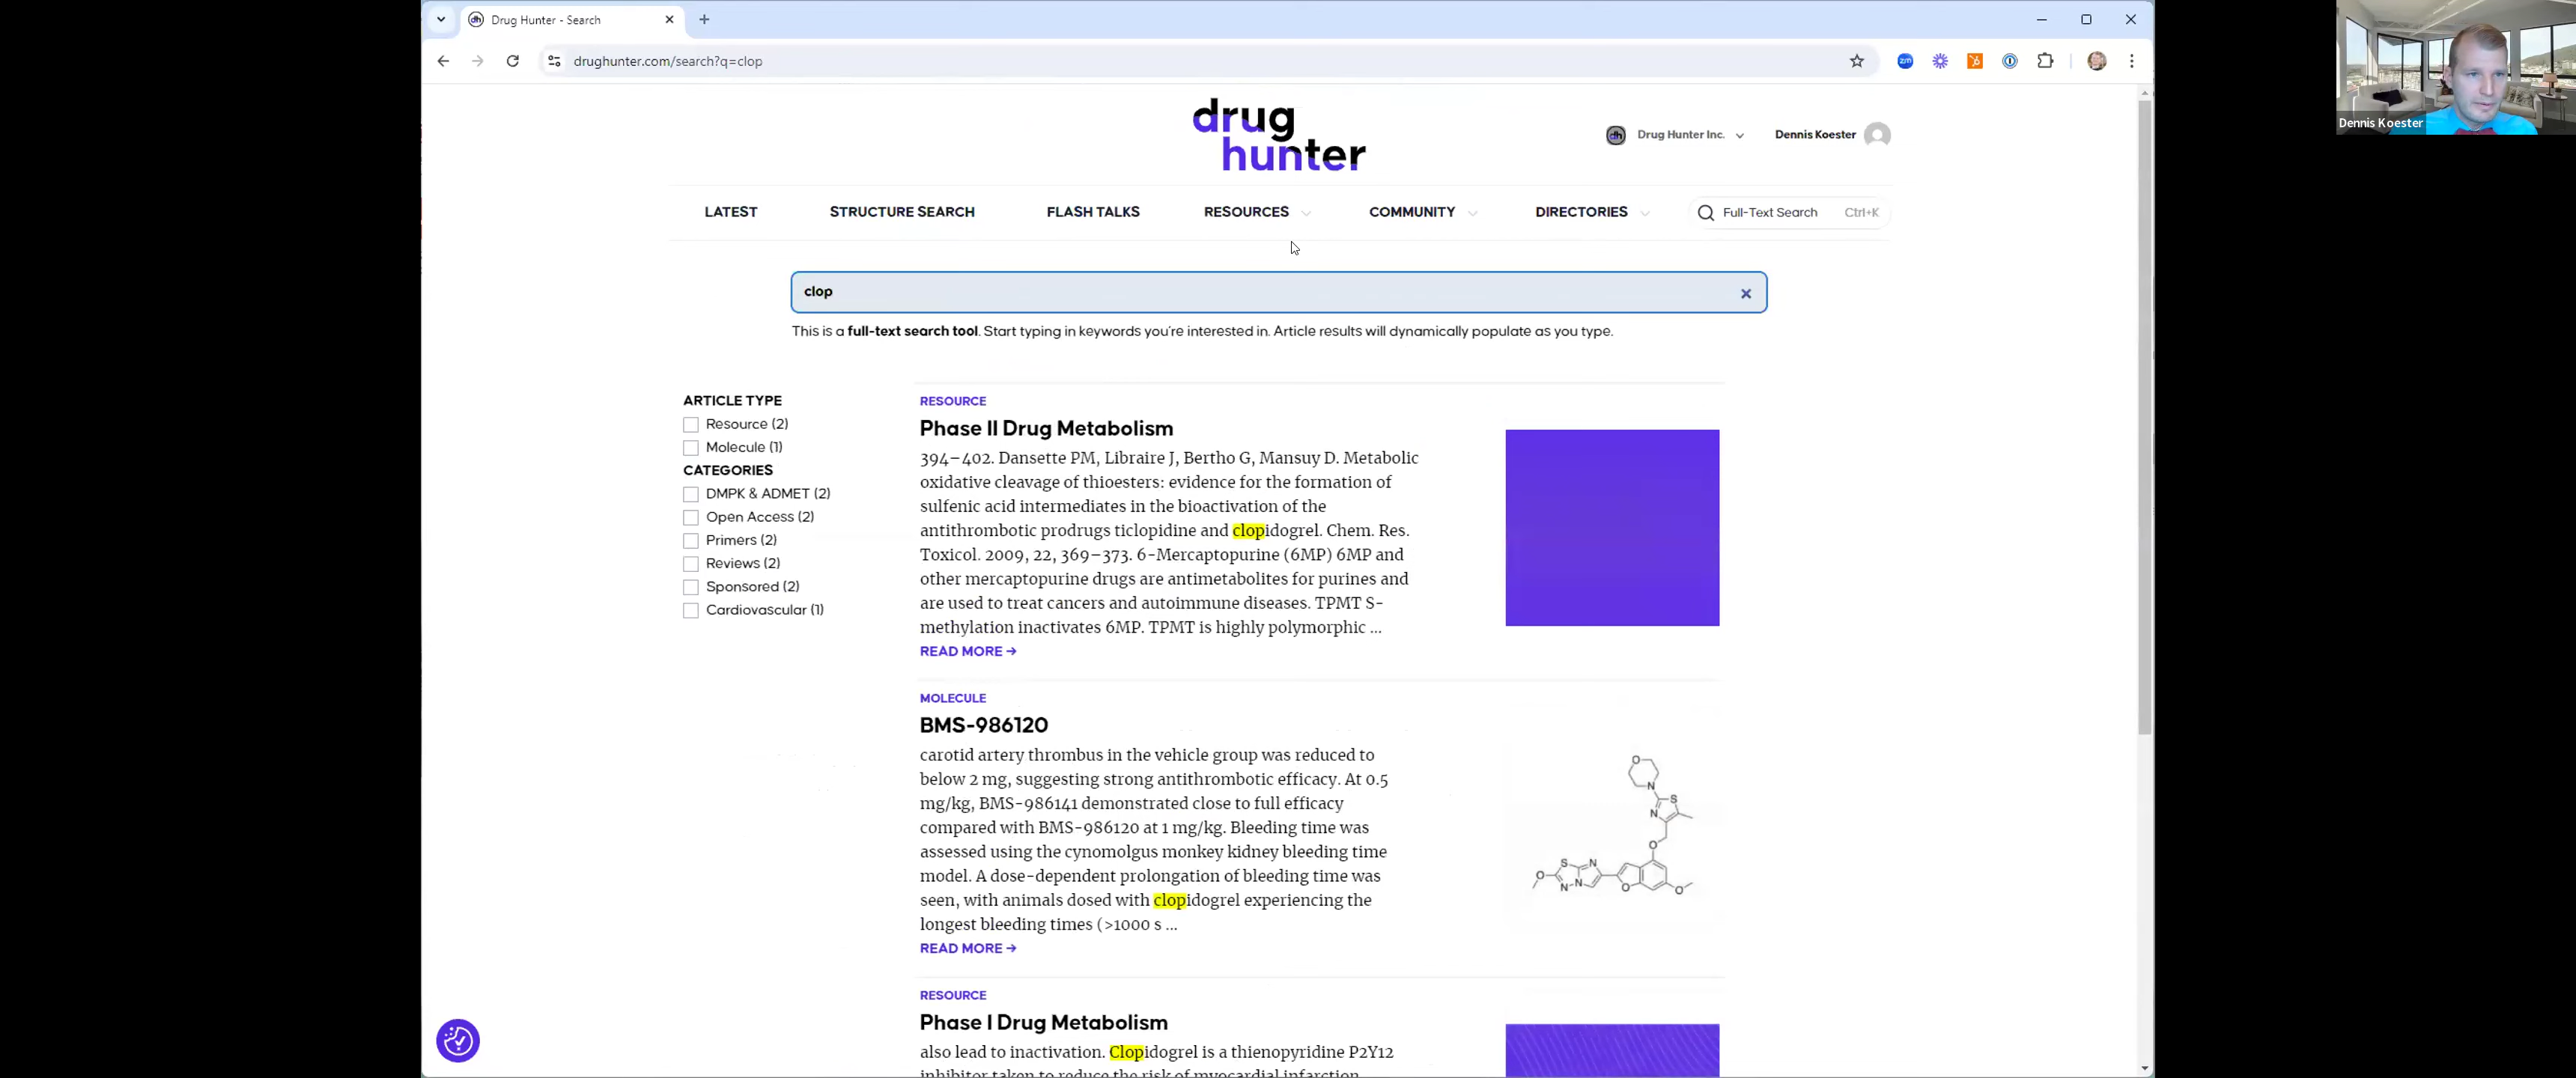 Drug Hunter - Search
drughunter.com/search?q=clop
drug
hunter
dh
Drug Hunter Inc.
Dennis Koester
Dennis Koester
LATEST
STRUCTURE SEARCH
FLASH TALKS
RESOURCES
COMMUNITY
DIRECTORIES
Full-Text Search
Ctrl+K
clop
This is a full-text search tool. Start typing in keywords you're interested in. Article results will dynamically populate as you type.
ARTICLE TYPE
Resource (2)
Molecule (1)
CATEGORIES
DMPK & ADMET (2)
Open Access (2)
Primers (2)
Reviews (2)
Sponsored (2)
Cardiovascular (1)
RESOURCE
Phase II Drug Metabolism
394–402. Dansette PM, Libraire J, Bertho G, Mansuy D. Metabolic
oxidative cleavage of thioesters: evidence for the formation of
sulfenic acid intermediates in the bioactivation of the
antithrombotic prodrugs ticlopidine and clopidogrel. Chem. Res.
Toxicol. 2009, 22, 369–373. 6-Mercaptopurine (6MP) 6MP and
other mercaptopurine drugs are antimetabolites for purines and
are used to treat cancers and autoimmune diseases. TPMT S-
methylation inactivates 6MP. TPMT is highly polymorphic ...
READ MORE →
MOLECULE
BMS-986120
carotid artery thrombus in the vehicle group was reduced to
below 2 mg, suggesting strong antithrombotic efficacy. At 0.5
mg/kg, BMS-986141 demonstrated close to full efficacy
compared with BMS-986120 at 1 mg/kg. Bleeding time was
assessed using the cynomolgus monkey kidney bleeding time
model. A dose-dependent prolongation of bleeding time was
seen, with animals dosed with clopidogrel experiencing the
longest bleeding times (>1000 s ...
READ MORE →
RESOURCE
Phase I Drug Metabolism
also lead to inactivation. Clopidogrel is a thienopyridine P2Y12
inhibitor taken to reduce the risk of myocardial infarction